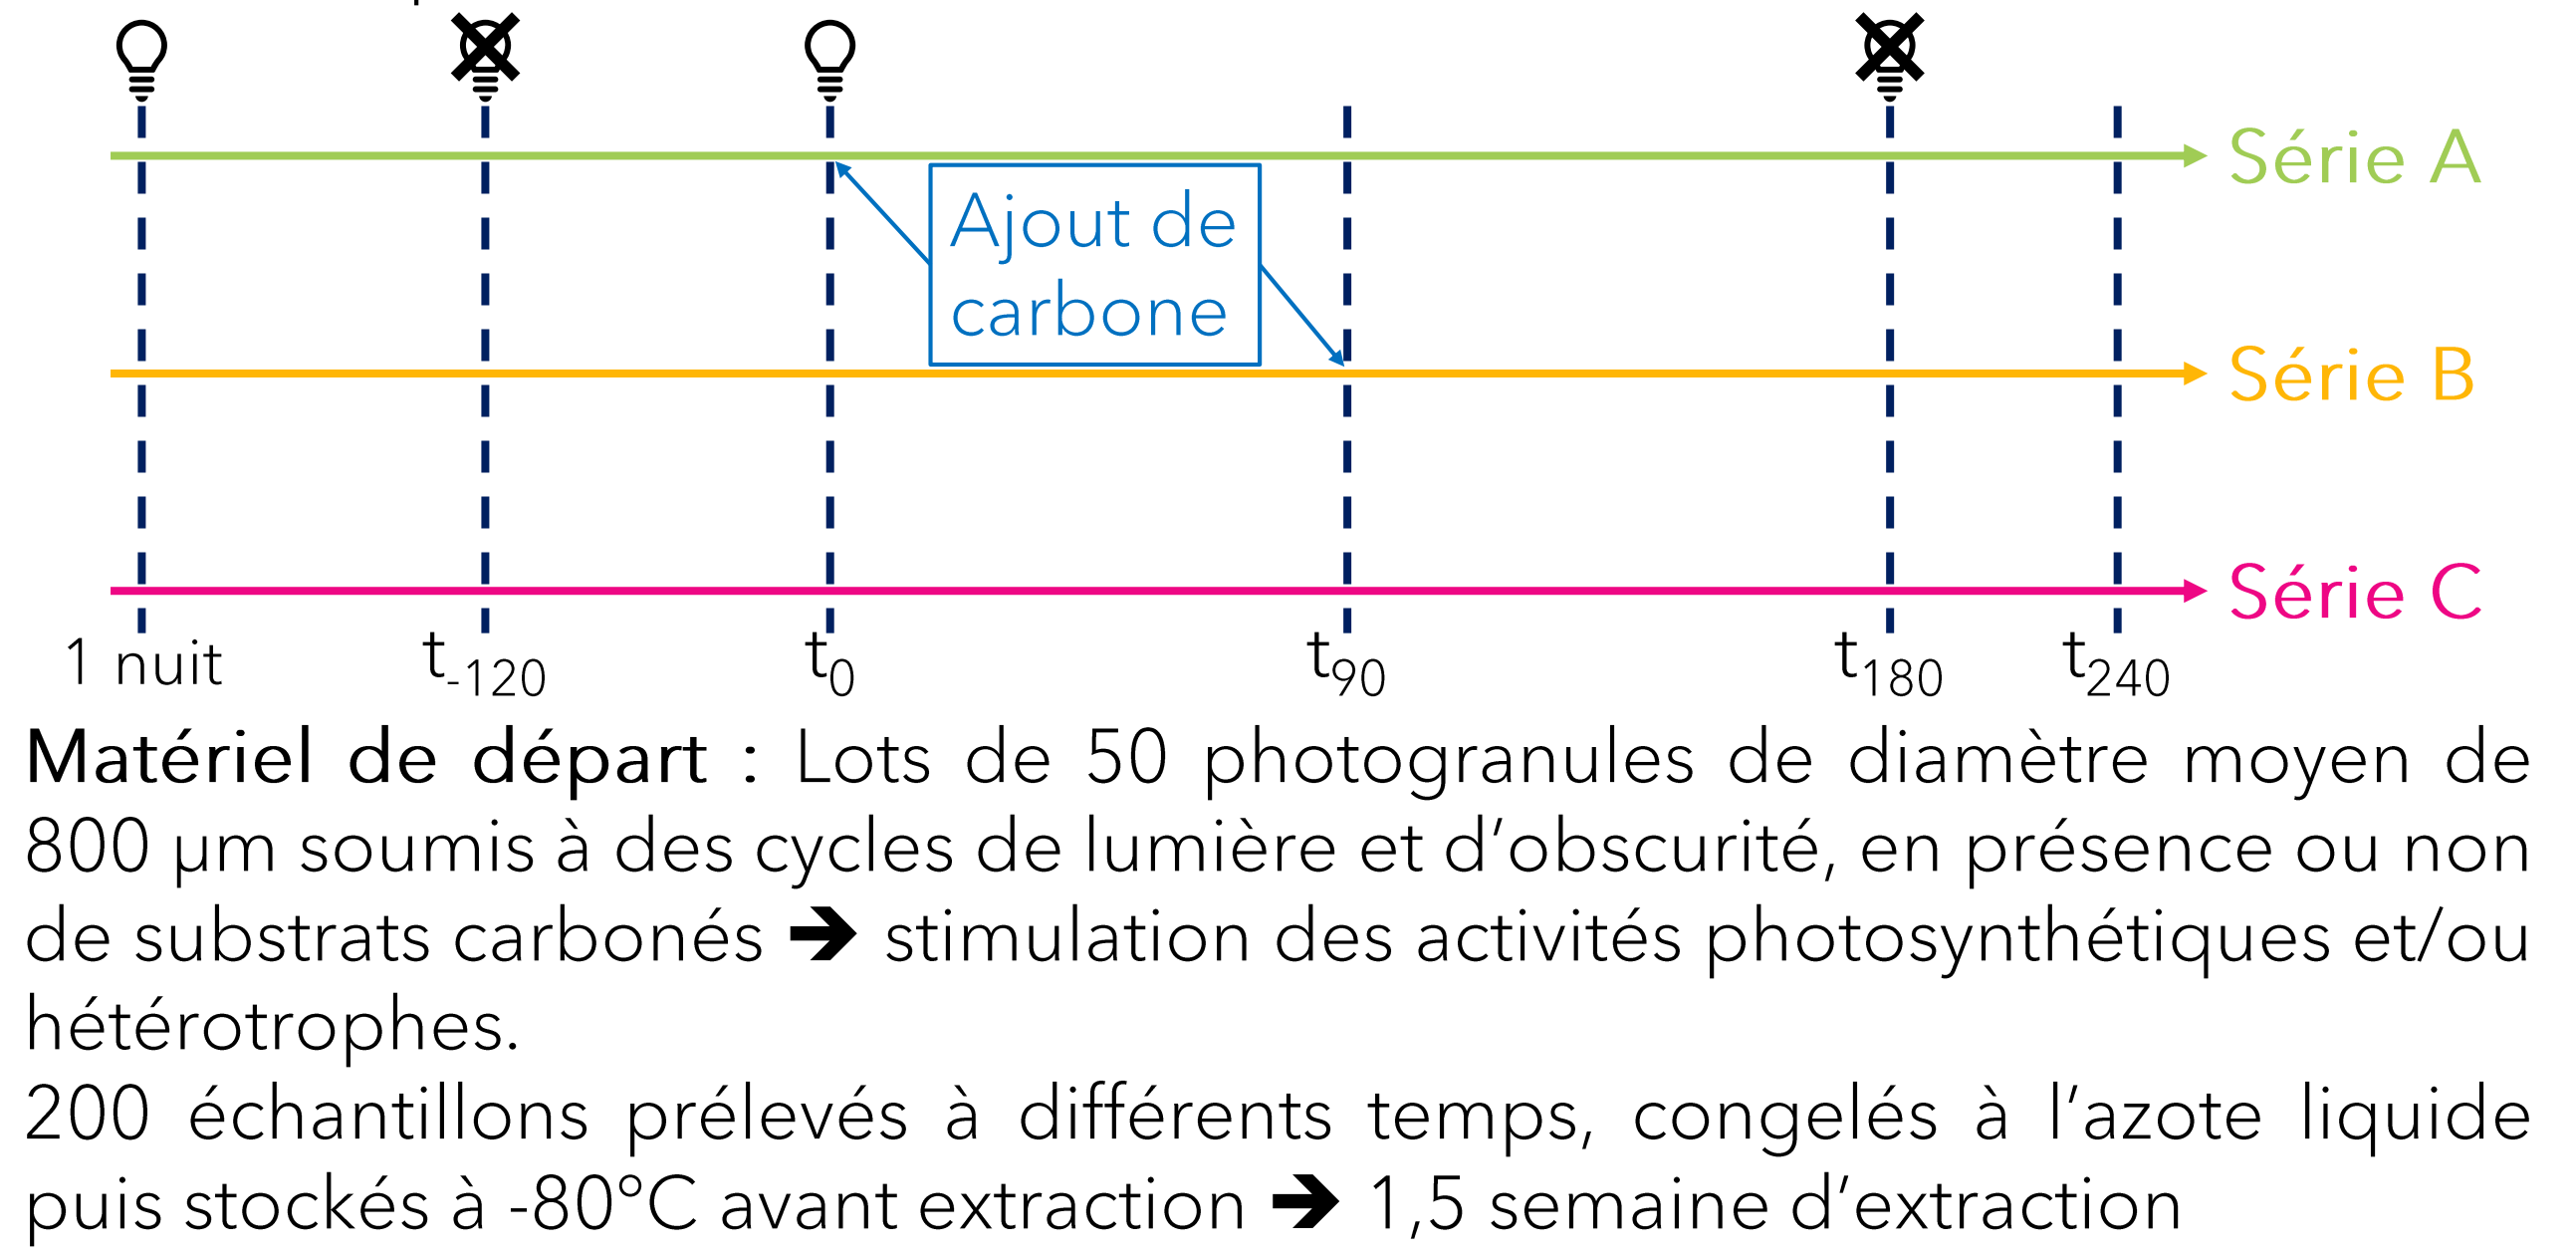 Série A
Ajout de
carbone
Série B
Série C
1 nuit t-120 t0 t90 t180 t240
Matériel de départ : Lots de 50 photogranules de diamètre moyen de
800 µm soumis à des cycles de lumière et d’obscurité, en présence ou non
de substrats carbonés 🡺 stimulation des activités photosynthétiques et/ou
hétérotrophes.
200 échantillons prélevés à différents temps, congelés à l’azote liquide
puis stockés à -80°C avant extraction 🡺 1,5 semaine d’extraction